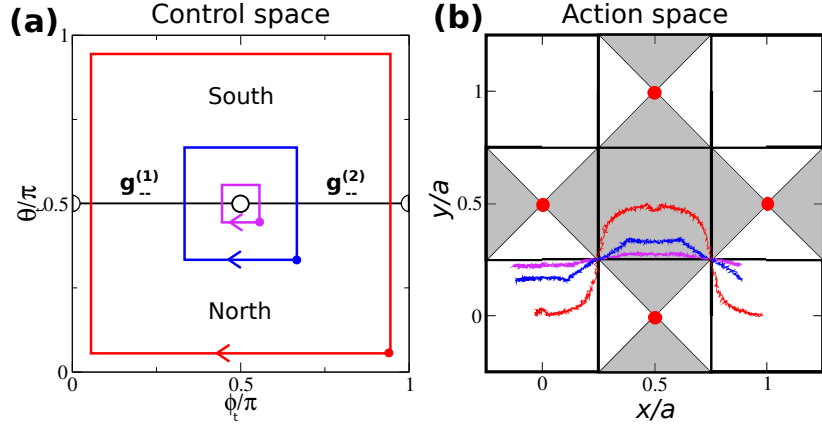 (a) Control space
1
South
g(1)
--
g(2)
--
0.5
θ/π
North
0
0 0.5 1
ϕt/π
(b) Action space
1
y/a
0.5
0
0 0.5 1
x/a